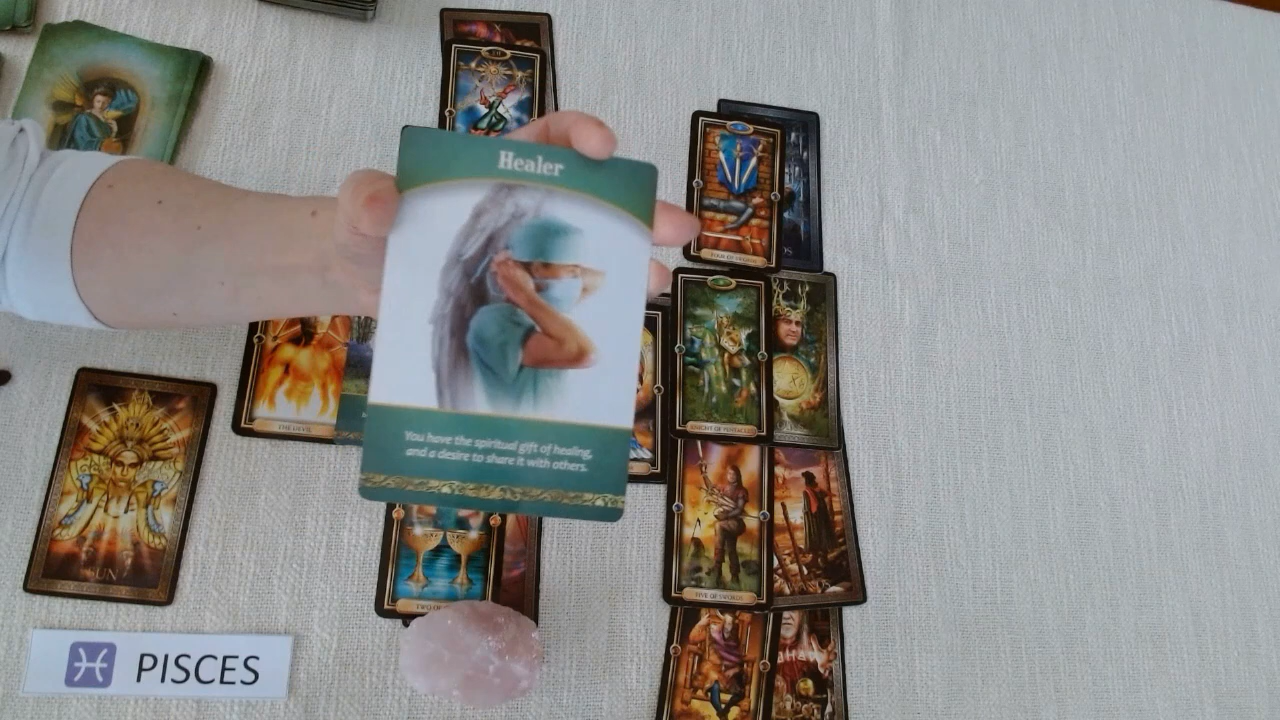 X
VII
Healer
You have the spiritual gift of healing,
and a desire to share it with others.
FOUR OF SWORDS
THE DEVIL
KNIGHT OF PENTACLES
SUN
FIVE OF SWORDS
TWO OF
PISCES